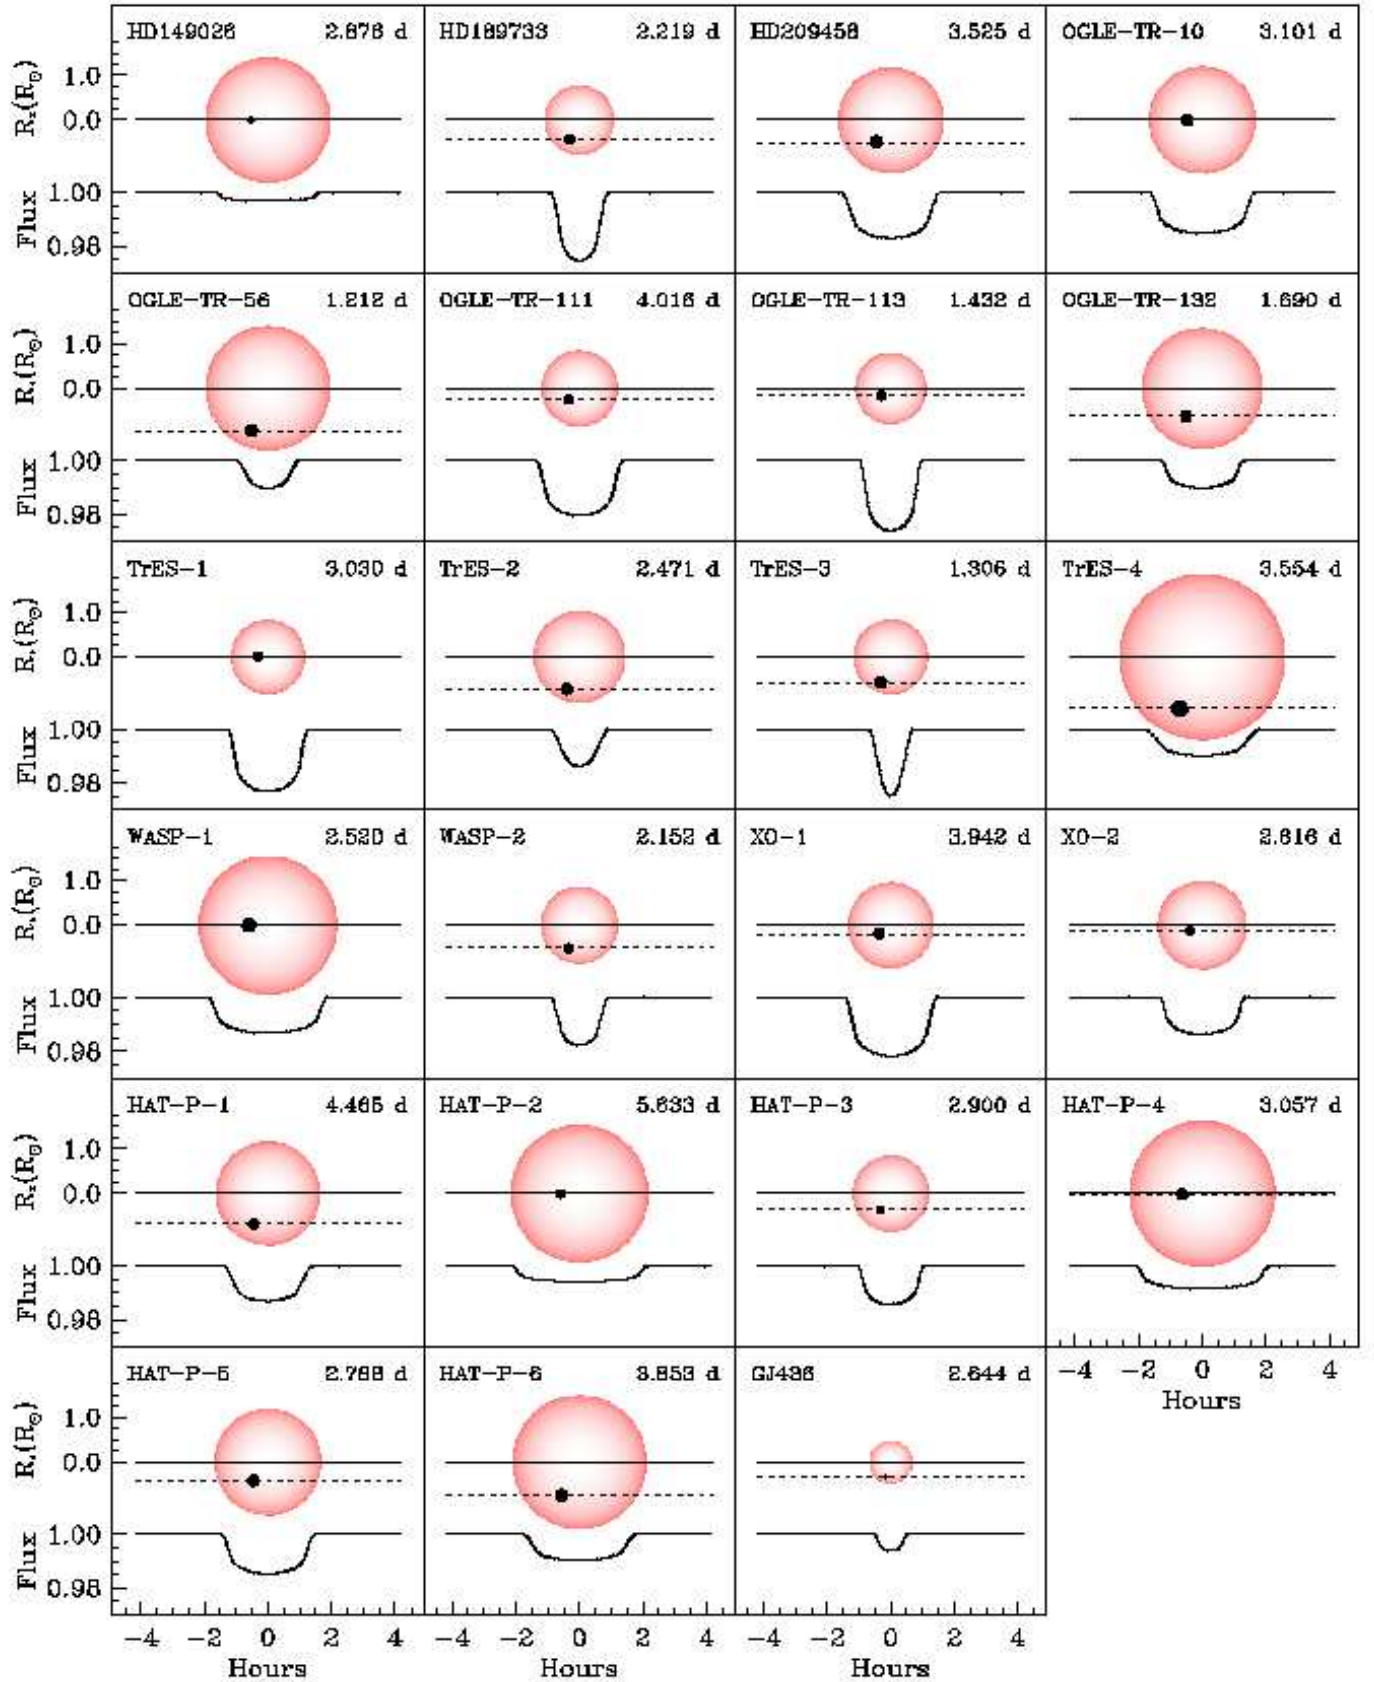 HD149026 2.876 d HD189733 2.219 d HD209458 3.525 d OGLE-TR-10 3.101 d
R*(R⊙) 1.0 0.0
Flux 1.00 0.98
OGLE-TR-56 1.212 d OGLE-TR-111 4.016 d OGLE-TR-113 1.432 d OGLE-TR-132 1.690 d
R*(R⊙) 1.0 0.0
Flux 1.00 0.98
TrES-1 3.030 d TrES-2 2.471 d TrES-3 1.306 d TrES-4 3.554 d
R*(R⊙) 1.0 0.0
Flux 1.00 0.98
WASP-1 2.520 d WASP-2 2.152 d XO-1 3.942 d XO-2 2.616 d
R*(R⊙) 1.0 0.0
Flux 1.00 0.98
HAT-P-1 4.465 d HAT-P-2 5.633 d HAT-P-3 2.900 d HAT-P-4 3.057 d
R*(R⊙) 1.0 0.0
Flux 1.00 0.98
-4 -2 0 2 4
Hours
HAT-P-5 2.788 d HAT-P-6 3.853 d GJ436 2.644 d
R*(R⊙) 1.0 0.0
Flux 1.00 0.98
-4 -2 0 2 4 -4 -2 0 2 4 -4 -2 0 2 4
Hours Hours Hours